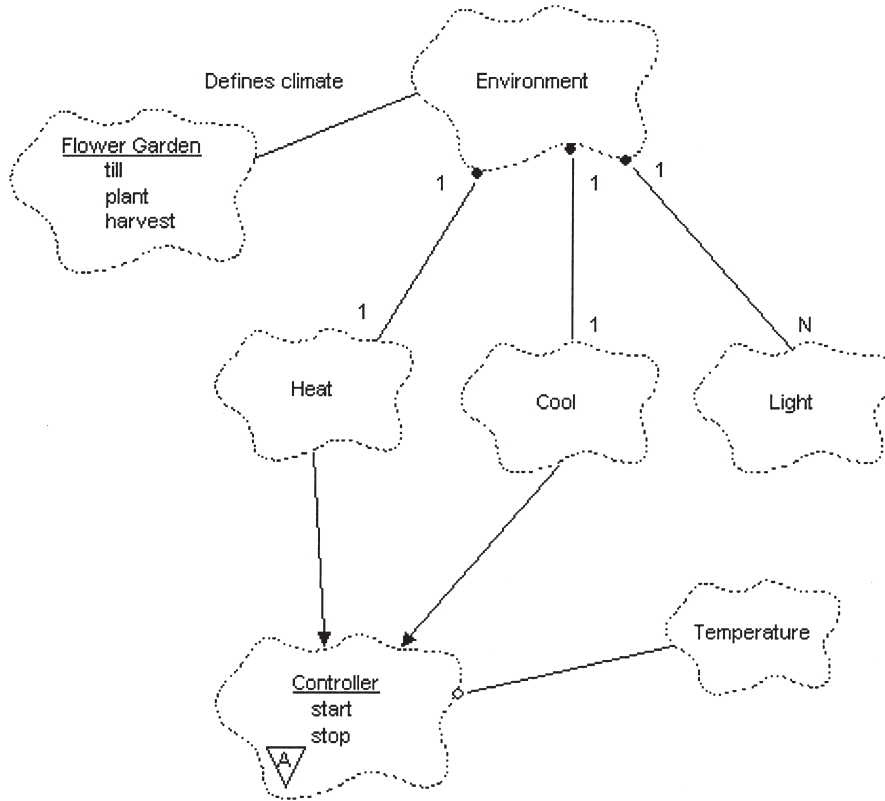 Defines climate
Environment
Flower Garden
till
plant
harvest
1
1
1
1
1
N
Heat
Cool
Light
Temperature
Controller
start
stop
A